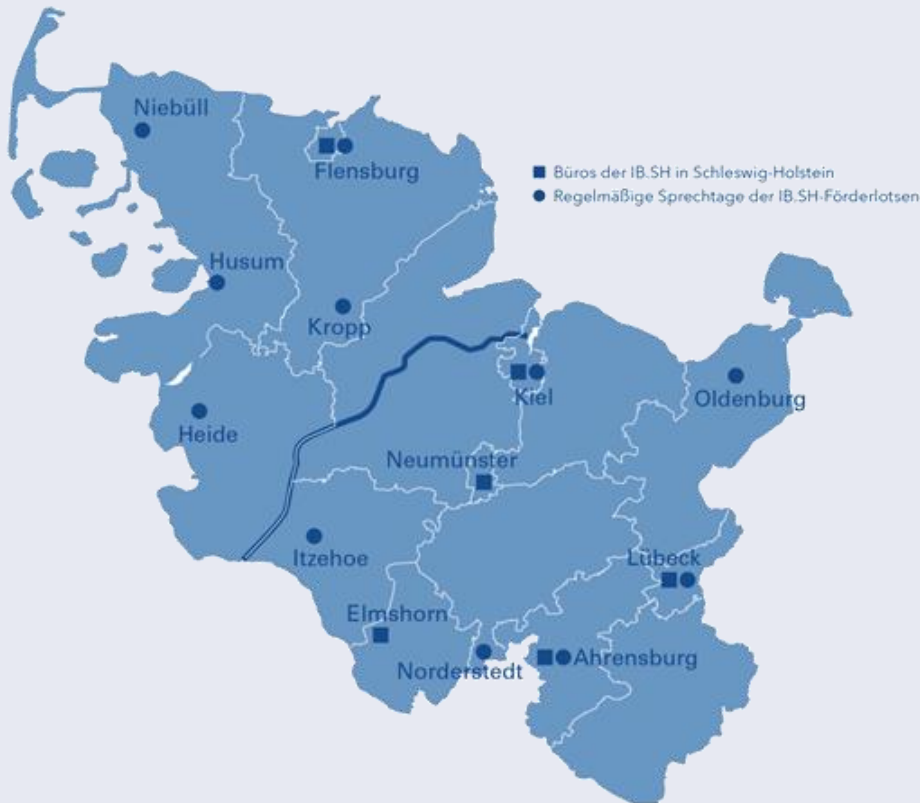 Niebüll
Flensburg
Büros der IB.SH in Schleswig-Holstein
Regelmäßige Sprechtage der IB.SH-Förderlotsen
Husum
Kropp
Kiel
Oldenburg
Heide
Neumünster
Itzehoe
Lübeck
Elmshorn
Norderstedt
Ahrensburg